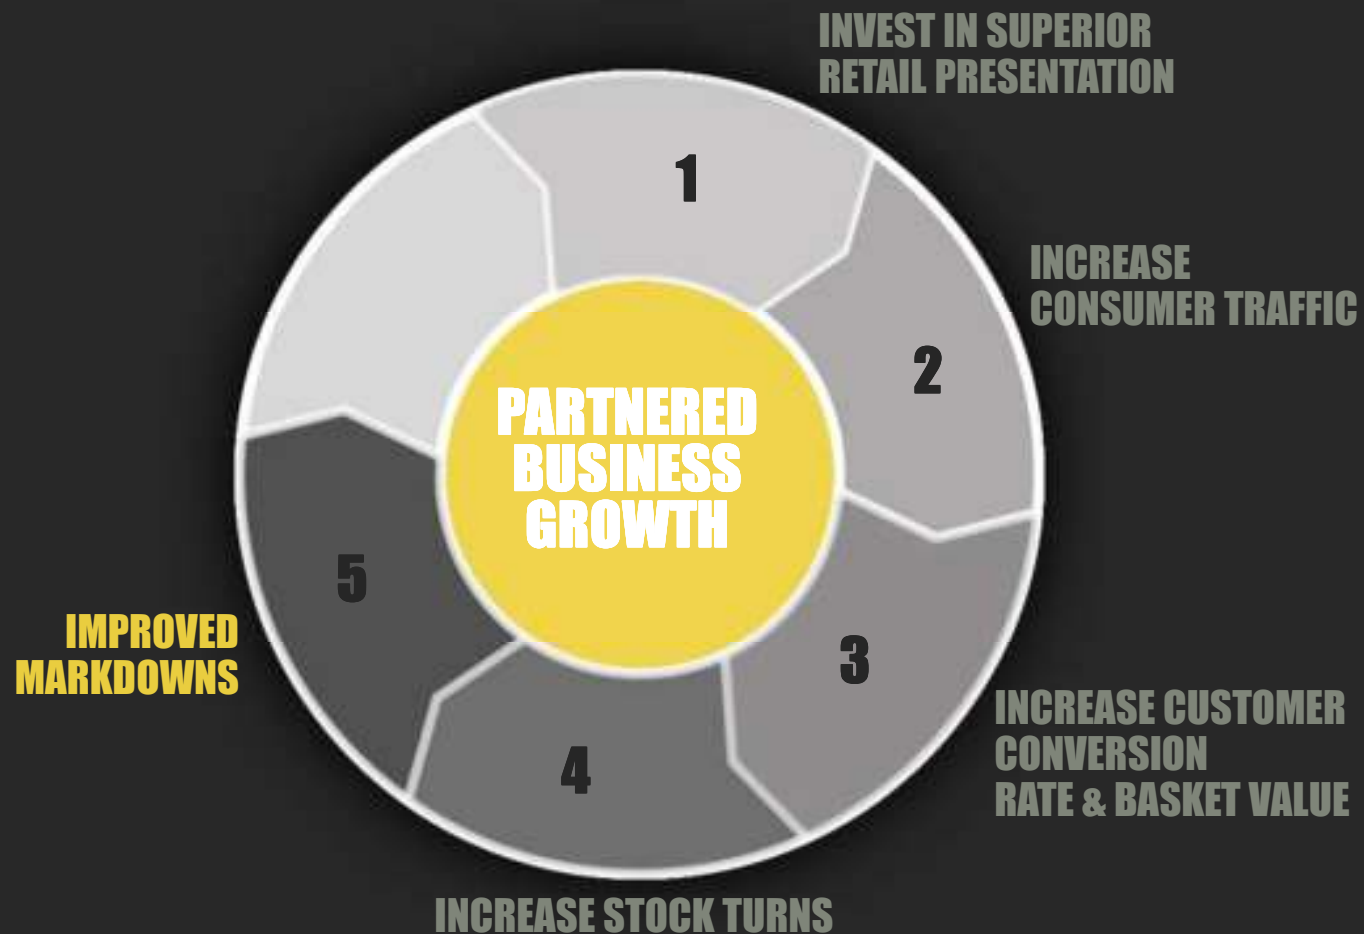 INVEST IN SUPERIOR
RETAIL PRESENTATION
1
INCREASE
CONSUMER TRAFFIC
2
PARTNERED
BUSINESS
GROWTH
5
IMPROVED
MARKDOWNS
3
INCREASE CUSTOMER
CONVERSION
RATE & BASKET VALUE
4
INCREASE STOCK TURNS